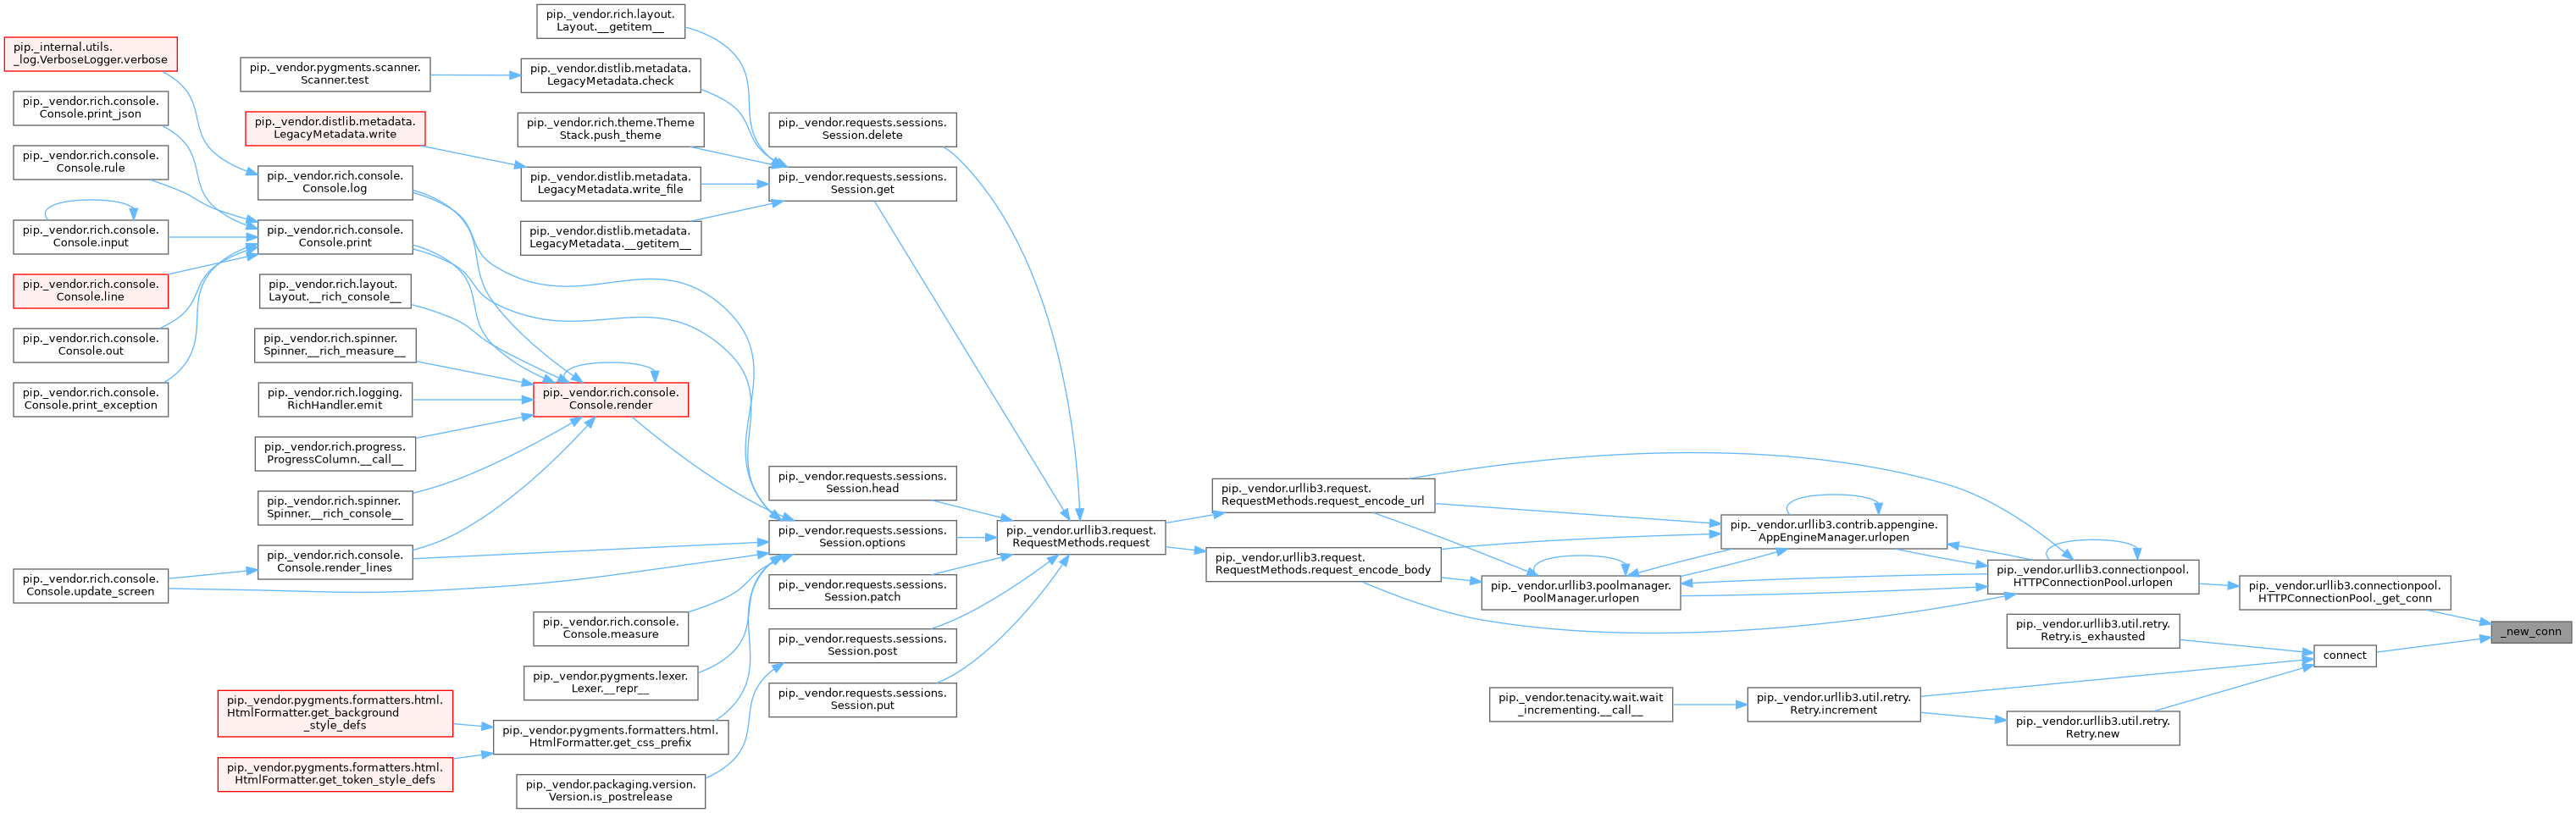 pip._vendor.rich.layout.
Layout.__getitem__
pip._internal.utils.
_log.VerboseLogger.verbose
pip._vendor.pygments.scanner.
Scanner.test
pip._vendor.distlib.metadata.
LegacyMetadata.check
pip._vendor.rich.console.
Console.print_json
pip._vendor.distlib.metadata.
LegacyMetadata.write
pip._vendor.rich.theme.Theme
Stack.push_theme
pip._vendor.requests.sessions.
Session.delete
pip._vendor.rich.console.
Console.rule
pip._vendor.rich.console.
Console.log
pip._vendor.distlib.metadata.
LegacyMetadata.write_file
pip._vendor.requests.sessions.
Session.get
pip._vendor.rich.console.
Console.input
pip._vendor.rich.console.
Console.print
pip._vendor.distlib.metadata.
LegacyMetadata.__getitem__
pip._vendor.rich.console.
Console.line
pip._vendor.rich.layout.
Layout.__rich_console__
pip._vendor.rich.console.
Console.out
pip._vendor.rich.spinner.
Spinner.__rich_measure__
pip._vendor.rich.console.
Console.print_exception
pip._vendor.rich.logging.
RichHandler.emit
pip._vendor.rich.console.
Console.render
pip._vendor.rich.progress.
ProgressColumn.__call__
pip._vendor.rich.spinner.
Spinner.__rich_console__
pip._vendor.requests.sessions.
Session.head
pip._vendor.urllib3.request.
RequestMethods.request_encode_url
pip._vendor.requests.sessions.
Session.options
pip._vendor.urllib3.request.
RequestMethods.request
pip._vendor.urllib3.contrib.appengine.
AppEngineManager.urlopen
pip._vendor.rich.console.
Console.render_lines
pip._vendor.urllib3.request.
RequestMethods.request_encode_body
pip._vendor.rich.console.
Console.update_screen
pip._vendor.requests.sessions.
Session.patch
pip._vendor.urllib3.poolmanager.
PoolManager.urlopen
pip._vendor.urllib3.connectionpool.
HTTPConnectionPool.urlopen
pip._vendor.urllib3.connectionpool.
HTTPConnectionPool._get_conn
pip._vendor.rich.console.
Console.measure
pip._vendor.requests.sessions.
Session.post
pip._vendor.urllib3.util.retry.
Retry.is_exhausted
_new_conn
connect
pip._vendor.pygments.lexer.
Lexer.__repr__
pip._vendor.requests.sessions.
Session.put
pip._vendor.tenacity.wait.wait
_incrementing.__call__
pip._vendor.urllib3.util.retry.
Retry.increment
pip._vendor.urllib3.util.retry.
Retry.new
pip._vendor.pygments.formatters.html.
HtmlFormatter.get_background
_style_defs
pip._vendor.pygments.formatters.html.
HtmlFormatter.get_css_prefix
pip._vendor.pygments.formatters.html.
HtmlFormatter.get_token_style_defs
pip._vendor.packaging.version.
Version.is_postrelease